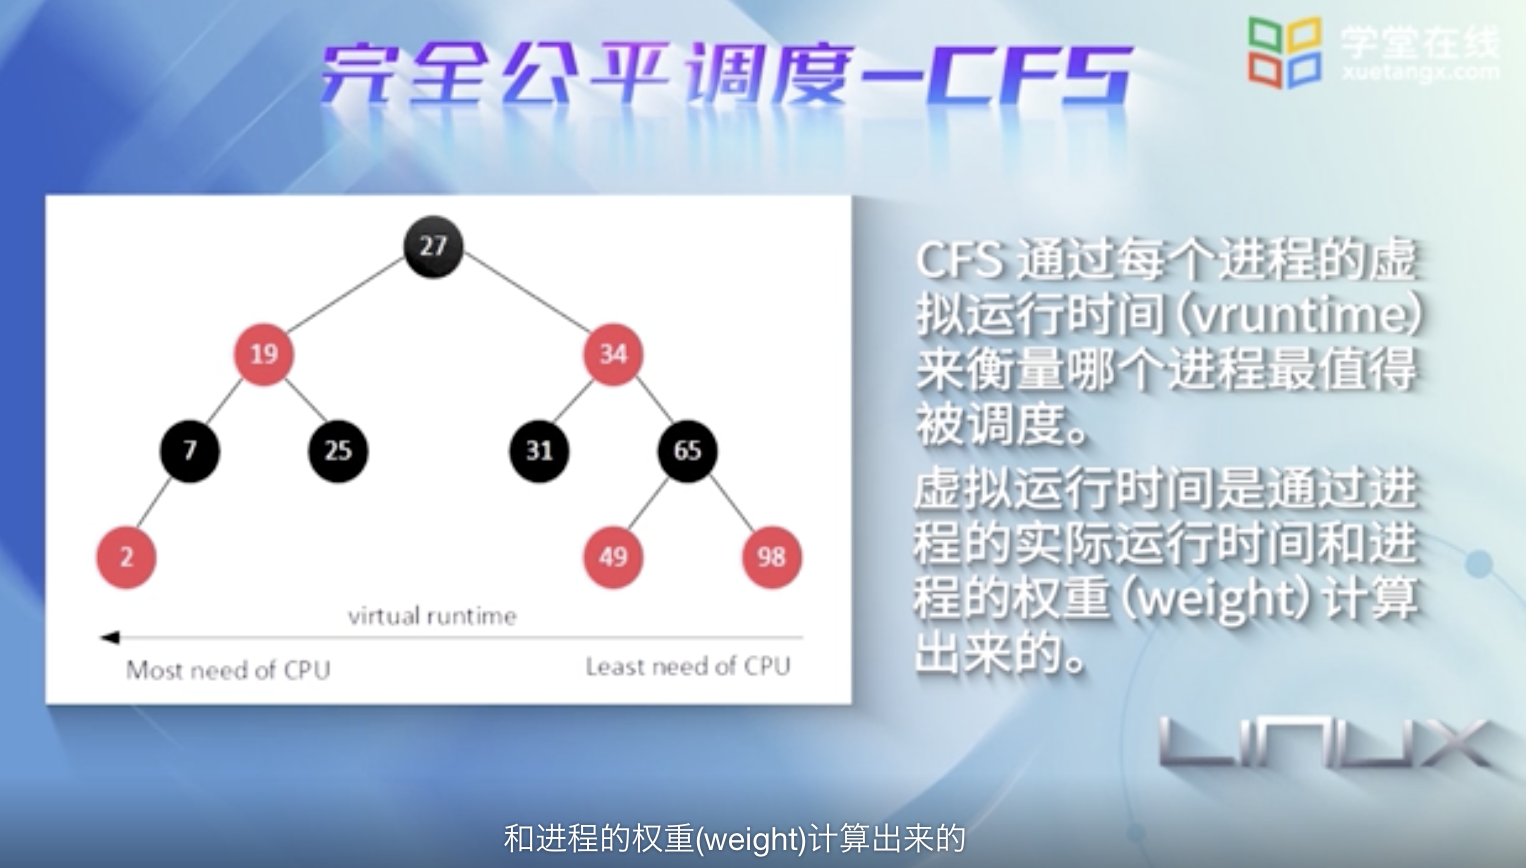 完全公平调度-CFS
学堂在线
xuetangx.com
27
19
34
7
25
31
65
2
49
98
virtual runtime
Most need of CPU
Least need of CPU
CFS 通过每个进程的虚
拟运行时间(vruntime)
来衡量哪个进程最值得
被调度。
虚拟运行时间是通过进
程的实际运行时间和进
程的权重(weight)计算
出来的。
LINUX
和进程的权重(weight)计算出来的